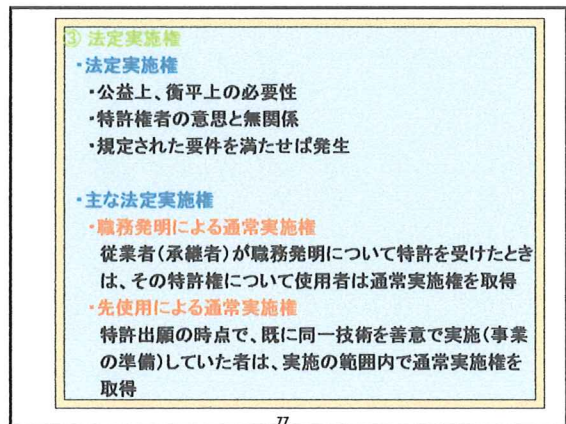 ③ 法定実施権
・法定実施権
・公益上、衡平上の必要性
・特許権者の意思と無関係
・規定された要件を満たせば発生
・主な法定実施権
・職務発明による通常実施権
従業者(承継者)が職務発明について特許を受けたとき
は、その特許権について使用者は通常実施権を取得
・先使用による通常実施権
特許出願の時点で、既に同一技術を善意で実施(事業
の準備)していた者は、実施の範囲内で通常実施権を
取得
77